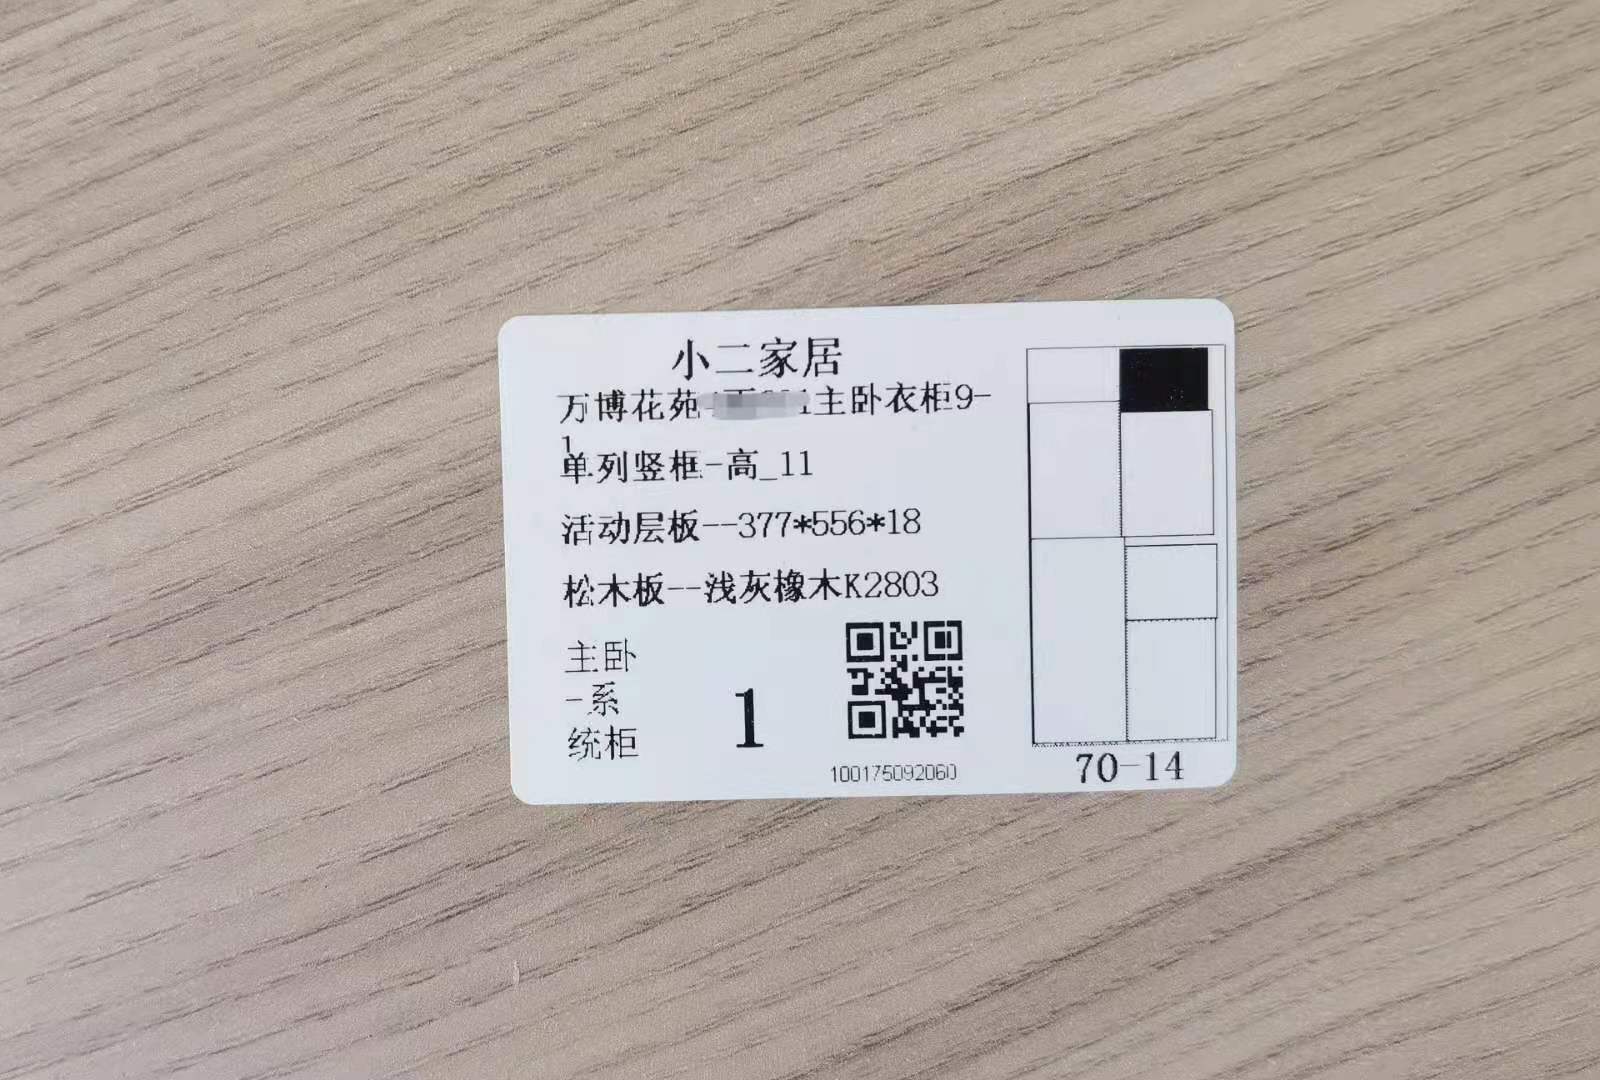 小二家居
万博花苑 主卧衣柜9-
1
单列竖框-高_11
活动层板--377*556*18
松木板--浅灰橡木K2803
主卧
-系
统柜
1
100175092060
70-14